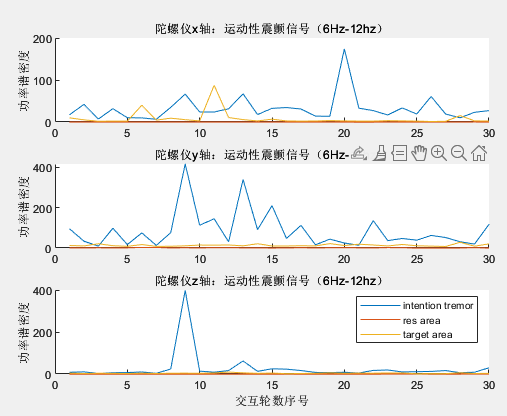 陀螺仪x轴：运动性震颤信号（6Hz-12hz）
200
100
0
功率谱密度
0 5 10 15 20 25 30
陀螺仪y轴：运动性震颤信号（6Hz-
400
200
0
功率谱密度
0 5 10 15 20 25 30
陀螺仪z轴：运动性震颤信号（6Hz-12hz）
400
200
0
功率谱密度
intention tremor
res area
target area
0 5 10 15 20 25 30
交互轮数序号